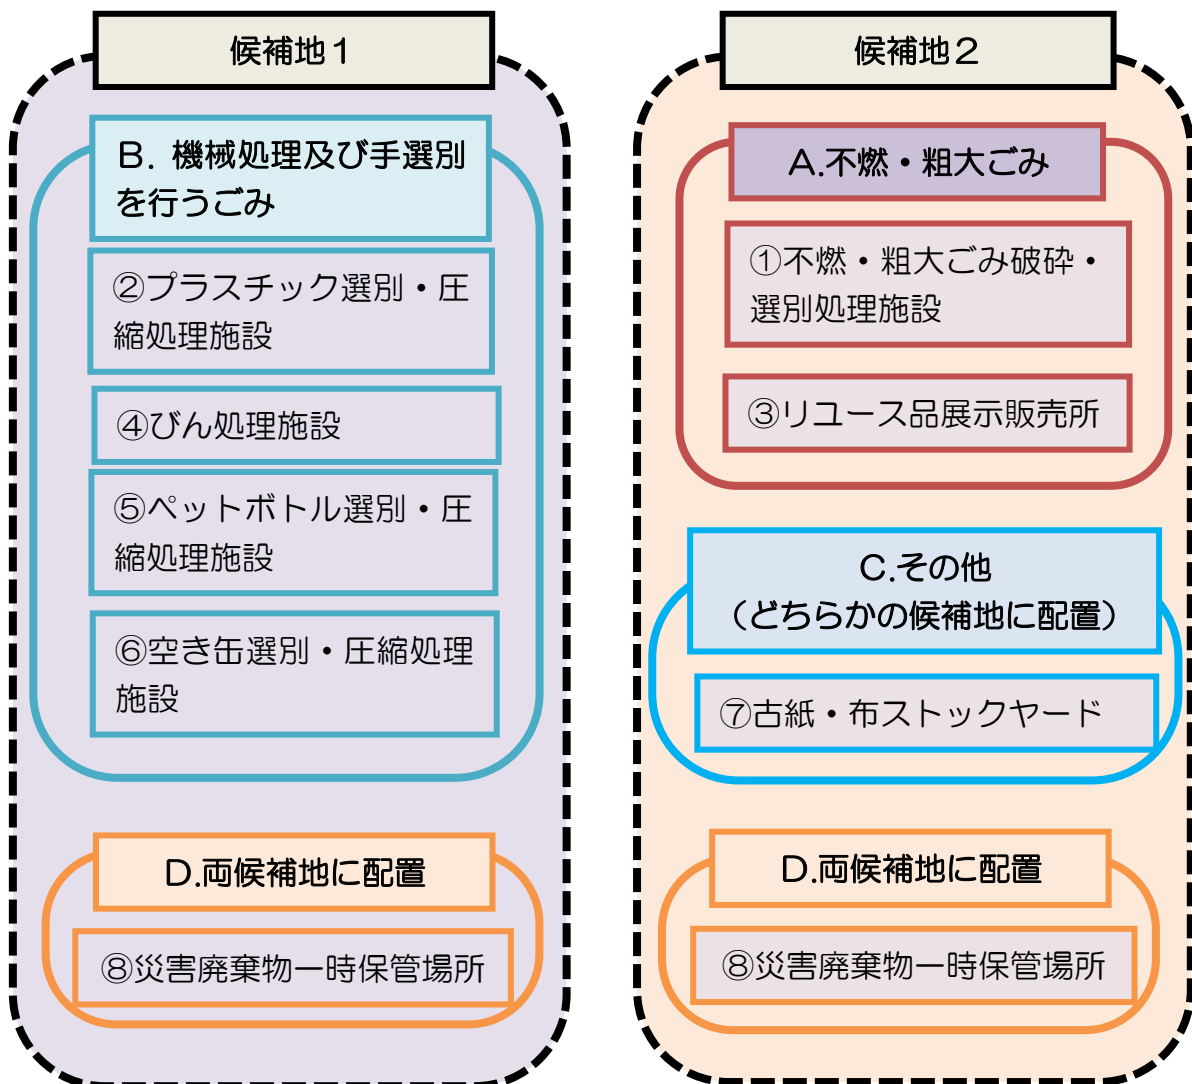 候補地１
B. 機械処理及び手選別
を行うごみ
②プラスチック選別・圧
縮処理施設
④びん処理施設
⑤ペットボトル選別・圧
縮処理施設
⑥空き缶選別・圧縮処理
施設
D.両候補地に配置
⑧災害廃棄物一時保管場所
候補地２
A.不燃・粗大ごみ
①不燃・粗大ごみ破砕・
選別処理施設
③リユース品展示販売所
C.その他
（どちらかの候補地に配置）
⑦古紙・布ストックヤード
D.両候補地に配置
⑧災害廃棄物一時保管場所